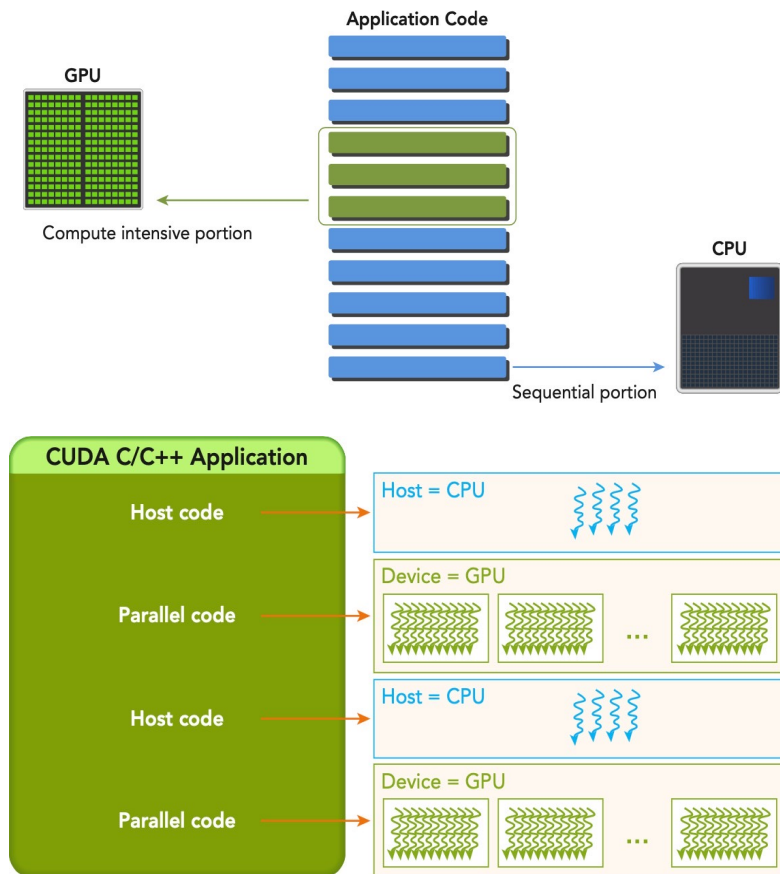 Application Code
GPU
Compute intensive portion
CPU
Sequential portion
CUDA C/C++ Application
Host code
Host = CPU
Parallel code
Device = GPU
...
Host code
Host = CPU
Parallel code
Device = GPU
...